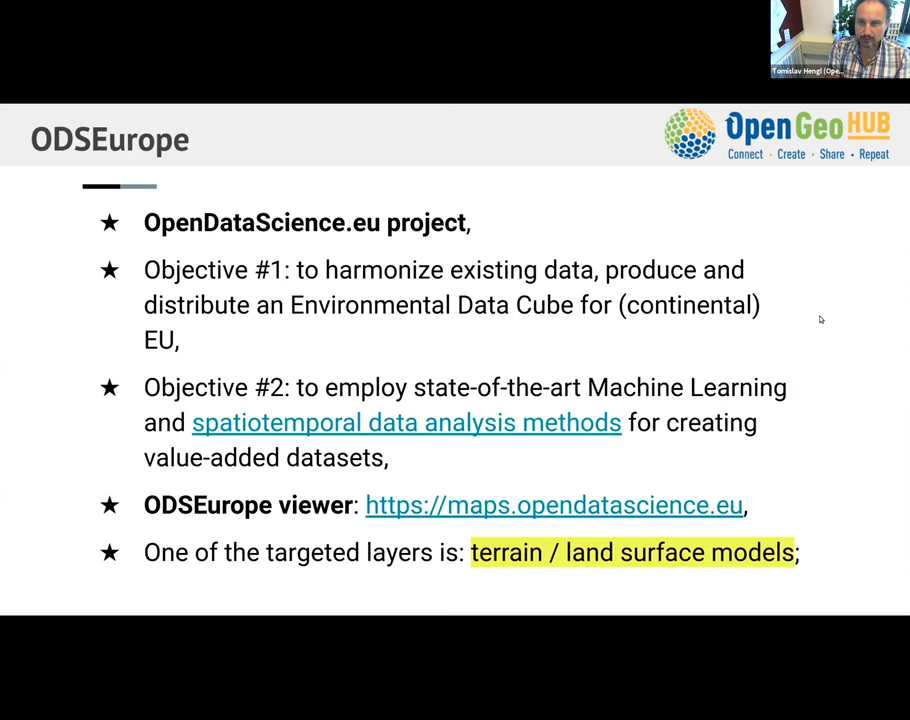 Tomislav Hengl (Ope...
ODSEurope
OpenGeoHUB
Connect · Create · Share · Repeat
★ OpenDataScience.eu project,
★ Objective #1: to harmonize existing data, produce and
distribute an Environmental Data Cube for (continental)
EU,
★ Objective #2: to employ state-of-the-art Machine Learning
and spatiotemporal data analysis methods for creating
value-added datasets,
★ ODSEurope viewer: https://maps.opendatascience.eu,
★ One of the targeted layers is: terrain / land surface models;